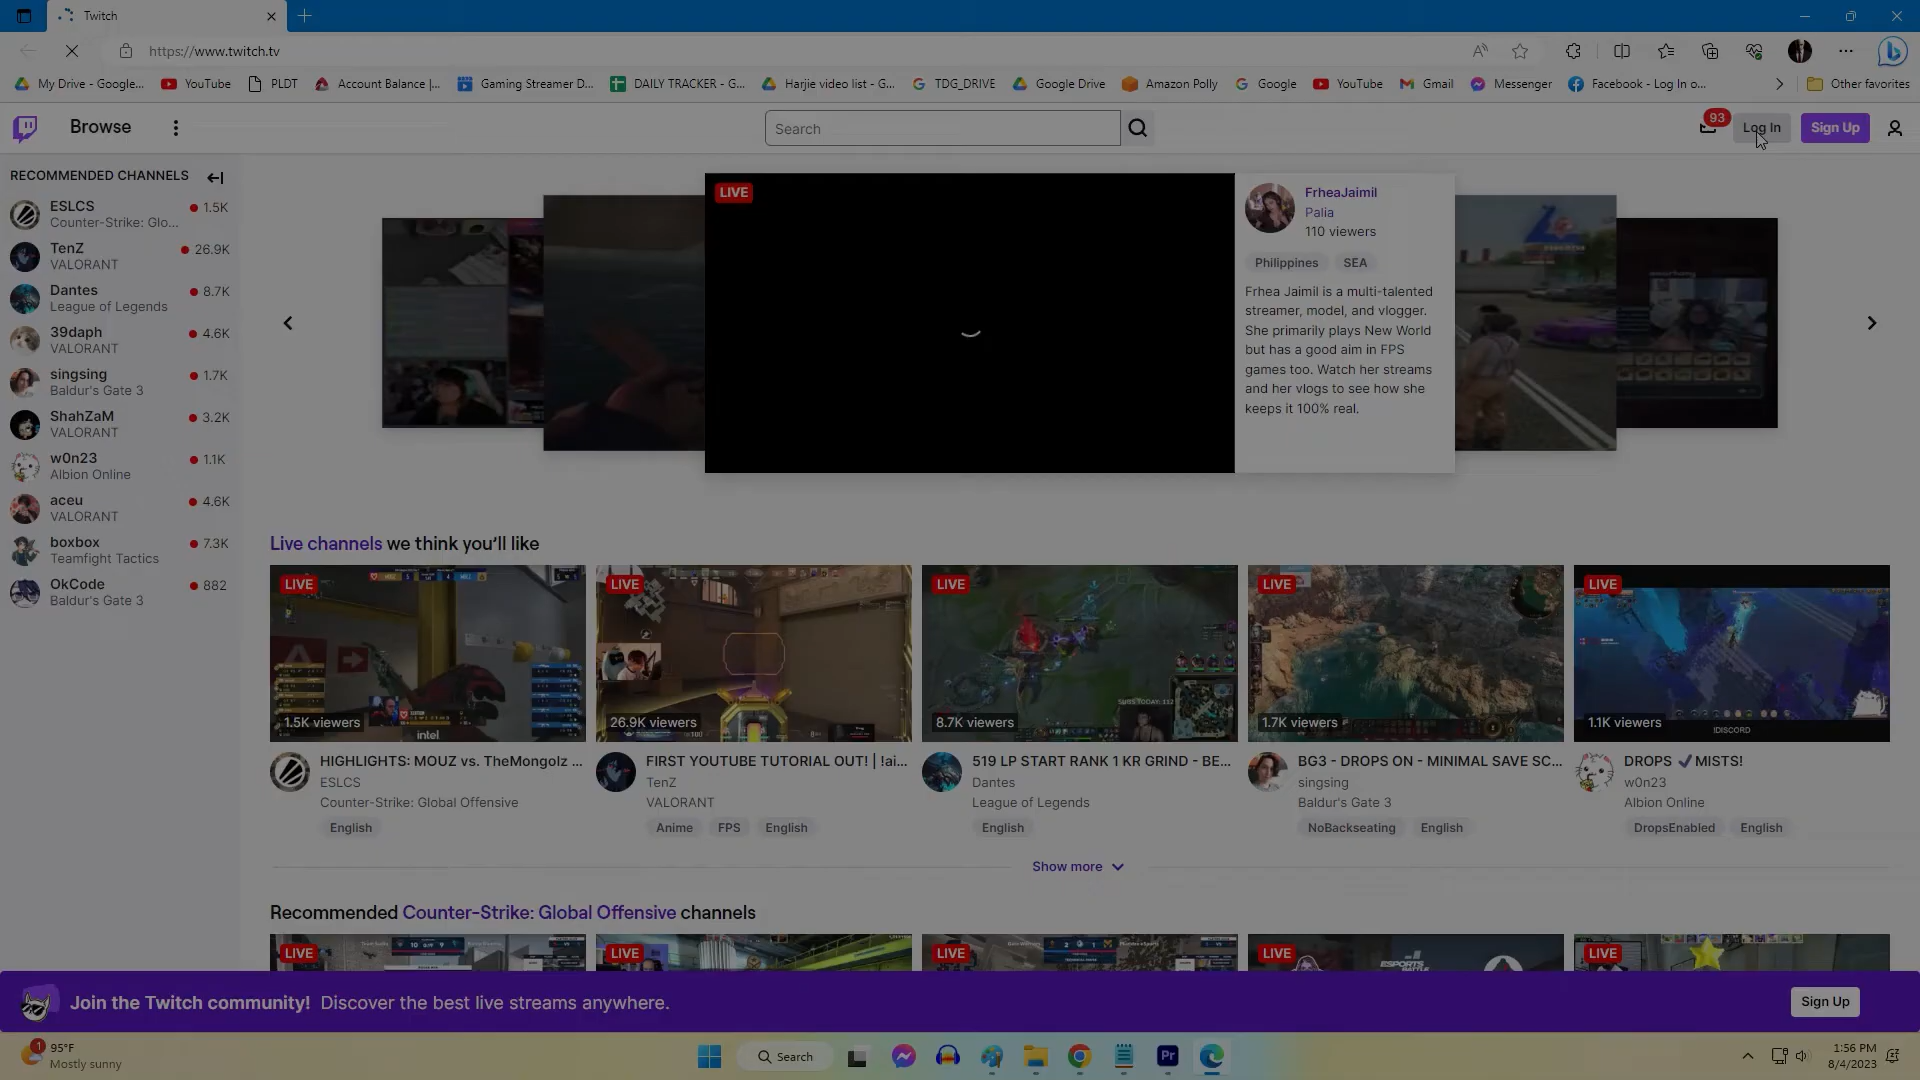 Twitch
https://www.twitch.tv
My Drive - Google...
YouTube
PLDT
Account Balance |...
Gaming Streamer D...
DAILY TRACKER - G...
Harjie video list - G...
TDG_DRIVE
Google Drive
Amazon Polly
Google
YouTube
Gmail
Messenger
Facebook - Log In o...
Other favorites
Browse
Search
93
Log In
Sign Up
RECOMMENDED CHANNELS
ESLCS
1.5K
Counter-Strike: Glo...
TenZ
26.9K
VALORANT
Dantes
8.7K
League of Legends
39daph
4.6K
VALORANT
singsing
1.7K
Baldur's Gate 3
ShahZaM
3.2K
VALORANT
w0n23
1.1K
Albion Online
aceu
4.6K
VALORANT
boxbox
7.3K
Teamfight Tactics
OkCode
882
Baldur's Gate 3
LIVE
FrheaJaimil
Palia
110 viewers
Philippines
SEA
Frhea Jaimil is a multi-talented
streamer, model, and vlogger.
She primarily plays New World
but has a good aim in FPS
games too. Watch her streams
and her vlogs to see how she
keeps it 100% real.
Live channels we think you'll like
LIVE
1.5K viewers
intel
LIVE
26.9K viewers
LIVE
8.7K viewers
LIVE
1.7K viewers
LIVE
1.1K viewers
!DISCORD
HIGHLIGHTS: MOUZ vs. TheMongolz ...
ESLCS
Counter-Strike: Global Offensive
English
FIRST YOUTUBE TUTORIAL OUT! | !ai...
TenZ
VALORANT
Anime
FPS
English
519 LP START RANK 1 KR GRIND - BE...
Dantes
League of Legends
English
BG3 - DROPS ON - MINIMAL SAVE SC...
singsing
Baldur's Gate 3
NoBackseating
English
DROPS ✔MISTS!
w0n23
Albion Online
DropsEnabled
English
Show more
Recommended Counter-Strike: Global Offensive channels
LIVE
LIVE
LIVE
LIVE
LIVE
Join the Twitch community! Discover the best live streams anywhere.
Sign Up
1
95°F
Mostly sunny
Search
Pr
1:56 PM
8/4/2023